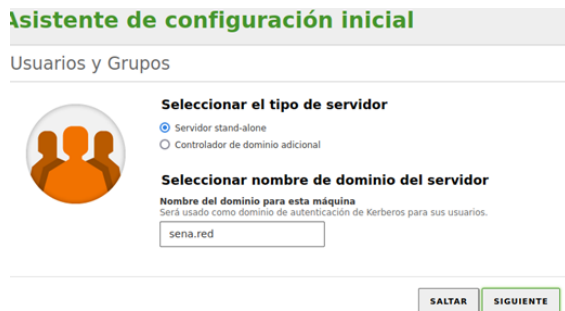 Asistente de configuración inicial
Usuarios y Grupos
Seleccionar el tipo de servidor
Servidor stand-alone
Controlador de dominio adicional
Seleccionar nombre de dominio del servidor
Nombre del dominio para esta máquina
Será usado como dominio de autenticación de Kerberos para sus usuarios.
sena.red
SALTAR SIGUIENTE